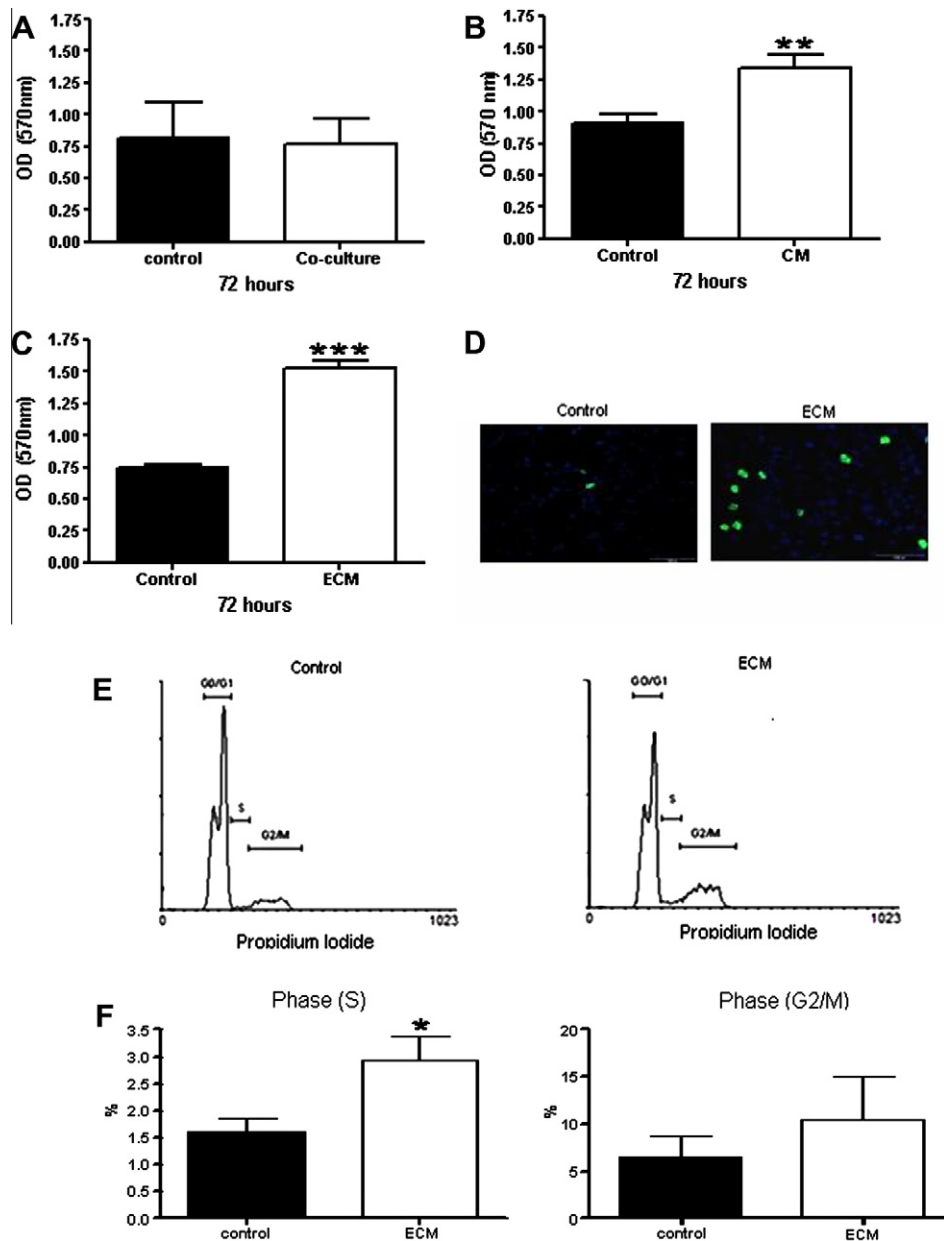 A
1.75
1.50
1.25
1.00
0.75
0.50
0.25
0.00
OD (570nm)
control
Co-culture
72 hours
B
1.75
1.50
1.25
1.00
0.75
0.50
0.25
0.00
OD (570 nm)
**
Control
CM
72 hours
C
1.75
1.50
1.25
1.00
0.75
0.50
0.25
0.00
OD (570nm)
***
Control
ECM
72 hours
D
Control
ECM
E
Control
G0/G1
S
G2/M
0
1023
Propidium Iodide
ECM
G0/G1
S
G2/M
0
1023
Propidium Iodide
F
Phase (S)
3.5
3.0
2.5
2.0
1.5
1.0
0.5
0.0
%
*
control
ECM
Phase (G2/M)
20
15
10
5
0
%
control
ECM